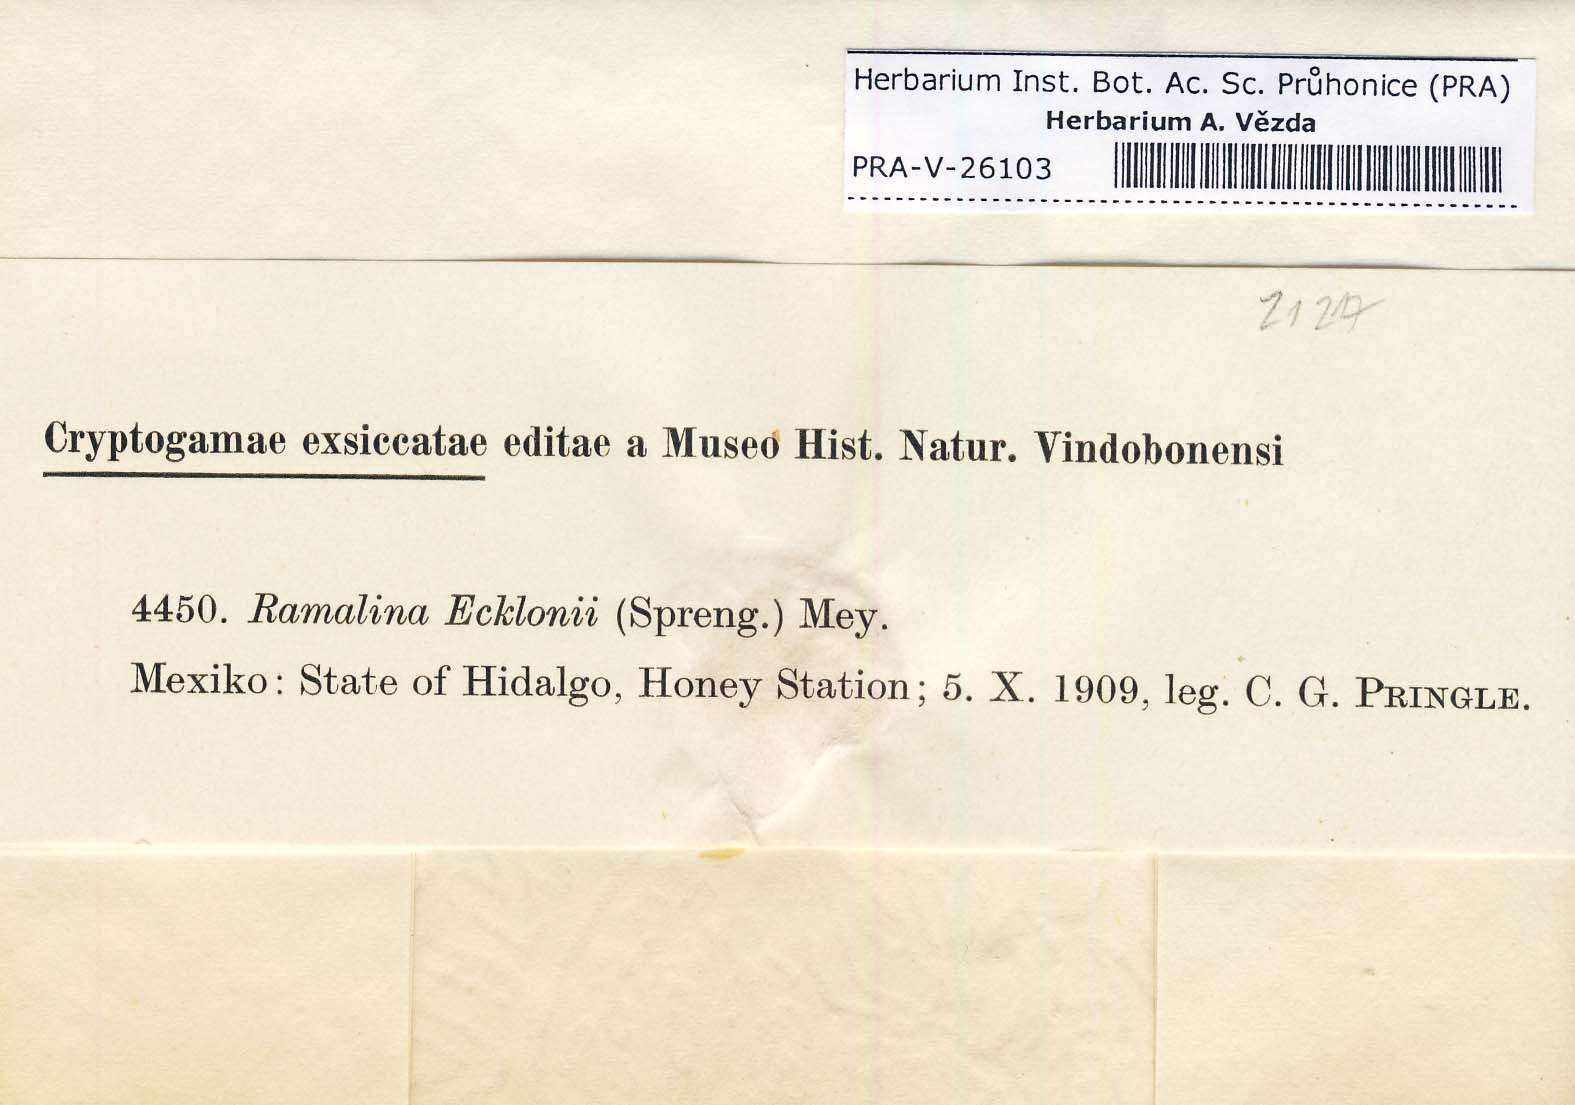 Herbarium Inst. Bot. Ac. Sc. Průhonice (PRA)
Herbarium A. Vězda
PRA-V-26103
Cryptogamae exsiccatae editae a Museo Hist. Natur. Vindobonensi
4450. Ramalina Ecklonii (Spreng.) Mey.
Mexiko: State of Hidalgo, Honey Station; 5. X. 1909, leg. C. G. PRINGLE.